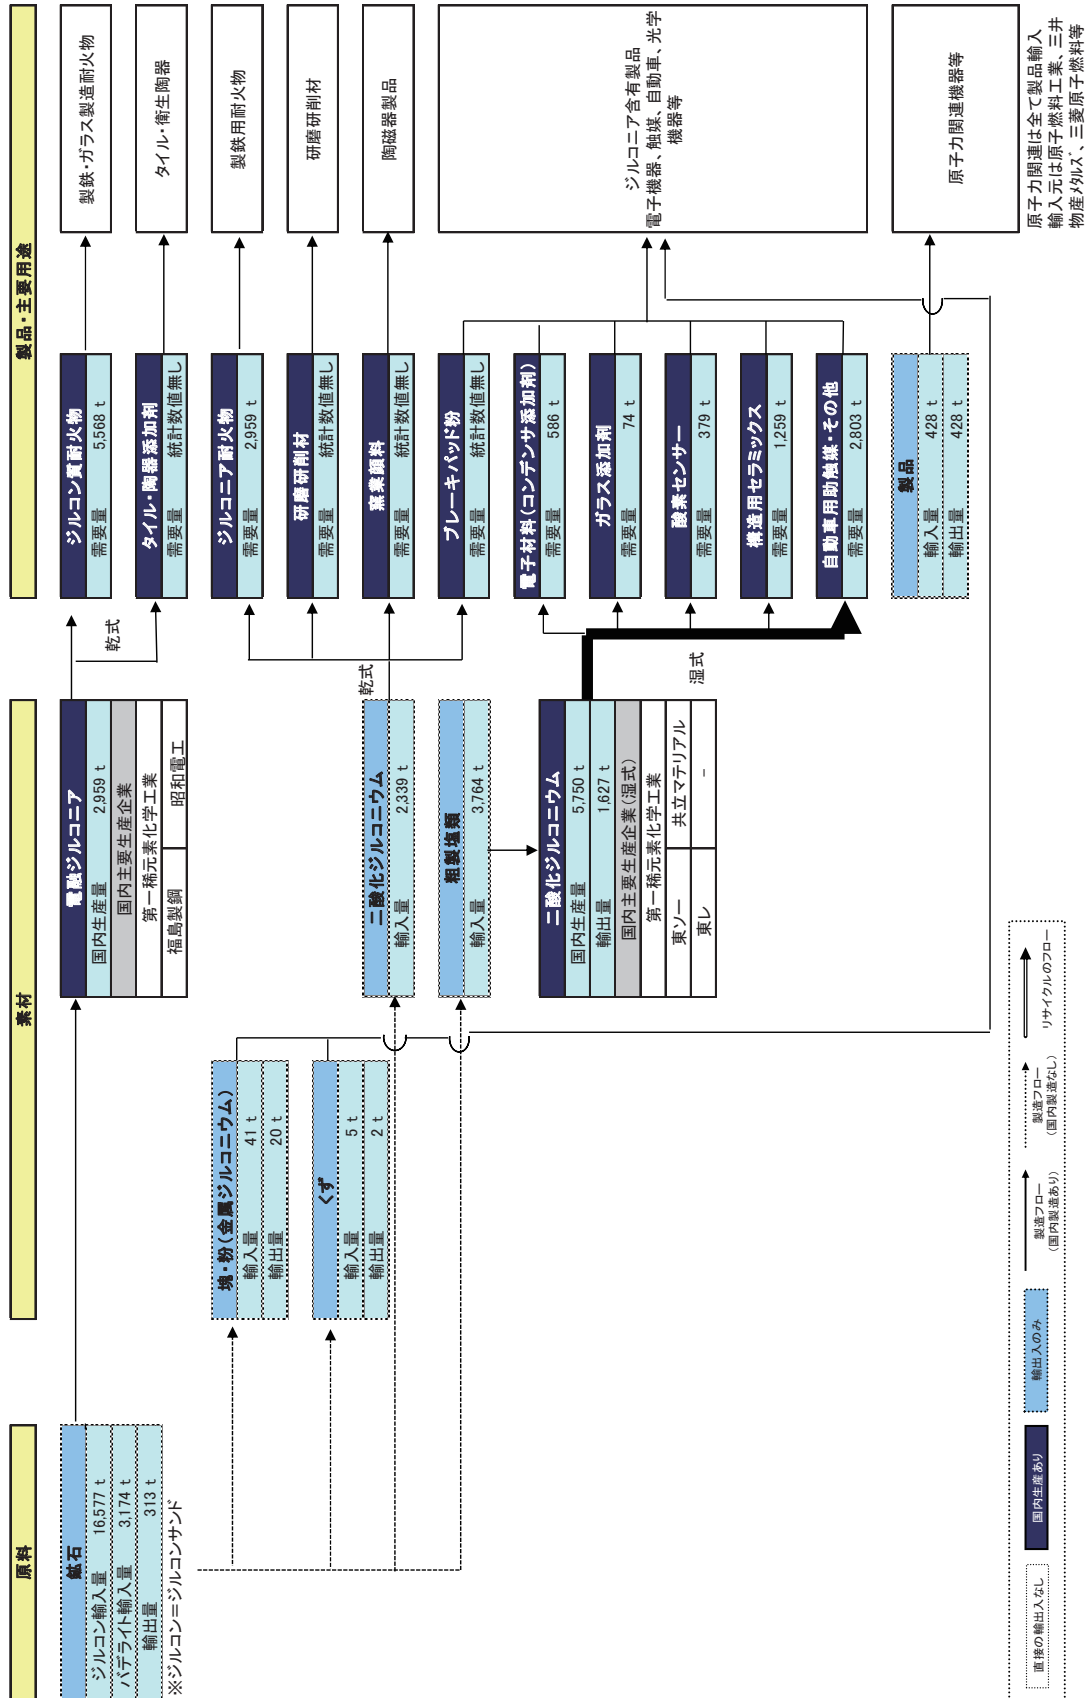 原料
素材
製品・主要用途
鉱石
ジルコン輸入量 16,577 t
バデライト輸入量 3,174 t
輸出量 313 t
※ジルコン=ジルコンサンド
電融ジルコニア
国内生産量 2,959 t
国内主要生産企業
第一稀元素化学工業
福島製鋼 昭和電工
塊・粉(金属ジルコニウム)
輸入量 41 t
輸出量 20 t
くず
輸入量 5 t
輸出量 2 t
二酸化ジルコニウム
輸入量 2,339 t
粗製塩類
輸入量 3,764 t
二酸化ジルコニウム
国内生産量 5,750 t
輸出量 1,627 t
国内主要生産企業(湿式)
第一稀元素化学工業
東ソー 共立マテリアル
東レ -
乾式
乾式
湿式
ジルコン質耐火物
需要量 5,568 t
タイル・陶器添加剤
需要量 統計数値無し
ジルコニア耐火物
需要量 2,959 t
研磨研削材
需要量 統計数値無し
窯業顔料
需要量 統計数値無し
ブレーキパッド粉
需要量 統計数値無し
電子材料(コンデンサ添加剤)
需要量 586 t
ガラス添加剤
需要量 74 t
酸素センサー
需要量 379 t
構造用セラミックス
需要量 1,259 t
自動車用助触媒・その他
需要量 2,803 t
製品
輸入量 428 t
輸出量 428 t
製鉄・ガラス製造耐火物
タイル・衛生陶器
製鉄用耐火物
研磨研削材
陶磁器製品
ジルコニア含有製品
電子機器、触媒、自動車、光学
機器等
原子力関連機器等
原子力関連は全て製品輸入
輸入元は原子燃料工業、三井
物産メタルズ、三菱原子燃料等
直接の輸出入なし
国内生産あり
輸出入のみ
製造フロー
(国内製造あり)
製造フロー
(国内製造なし)
リサイクルのフロー